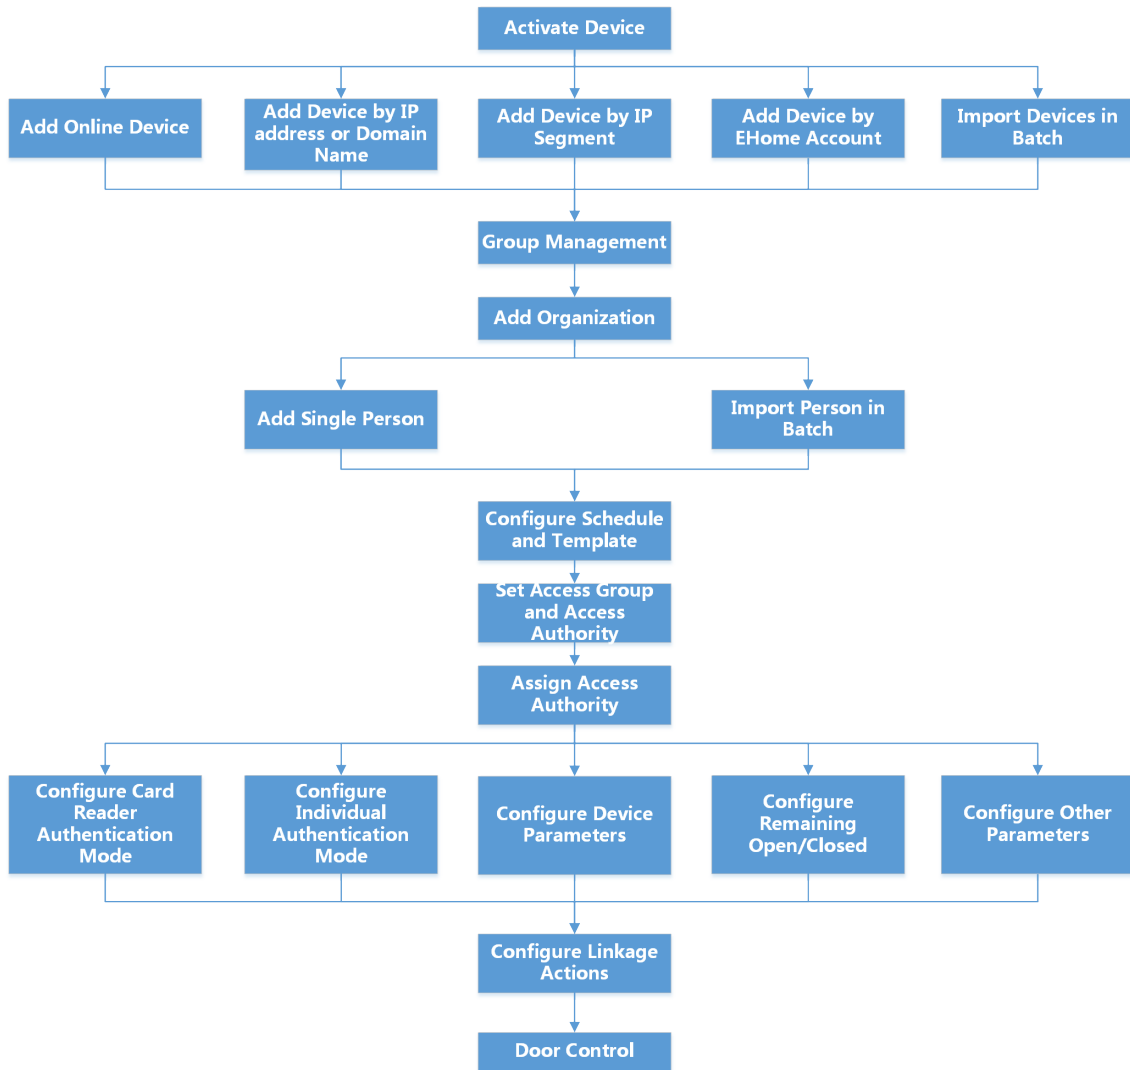 Activate Device
Add Online Device
Add Device by IP
address or Domain
Name
Add Device by IP
Segment
Add Device by
EHome Account
Import Devices in
Batch
Group Management
Add Organization
Add Single Person
Import Person in
Batch
Configure Schedule
and Template
Set Access Group
and Access
Authority
Assign Access
Authority
Configure Card
Reader
Authentication
Mode
Configure
Individual
Authentication
Mode
Configure Device
Parameters
Configure
Remaining
Open/Closed
Configure Other
Parameters
Configure Linkage
Actions
Door Control